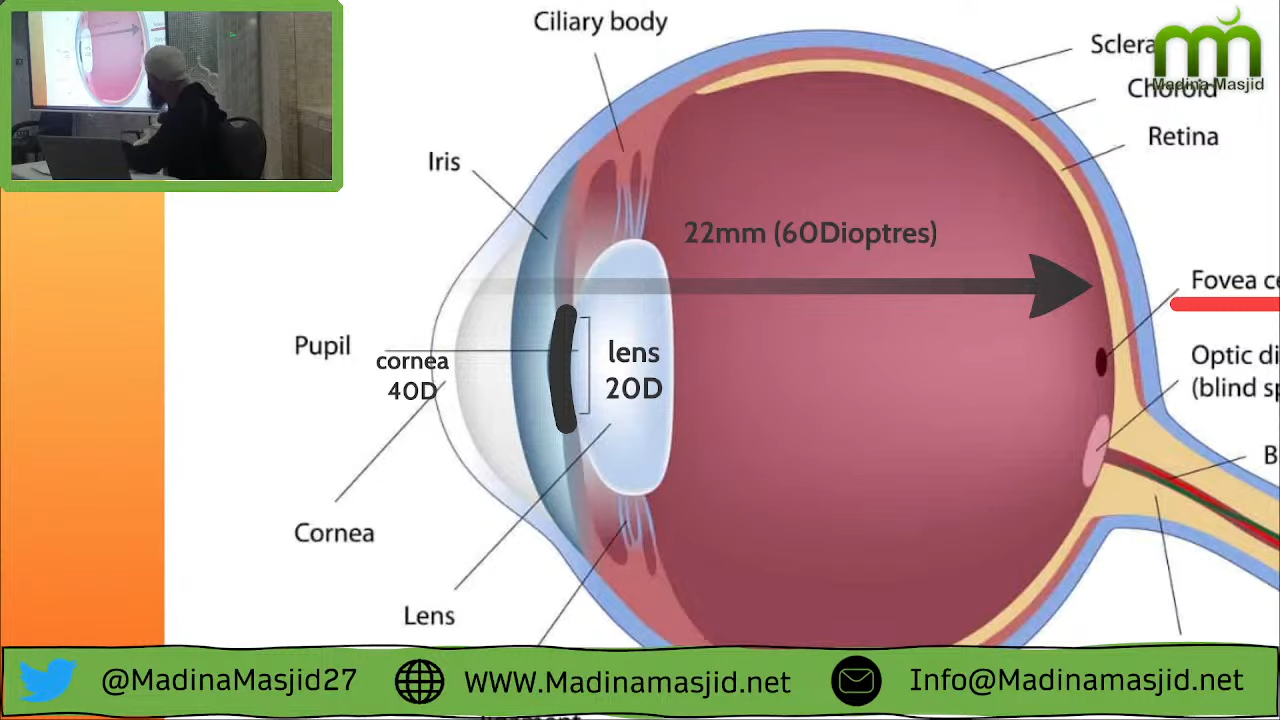 Ciliary body
Sclera
Madina Masjid
Choroid
Retina
Iris
22mm (60Dioptres)
Fovea ce
Pupil
cornea
40D
lens
20D
Optic di
(blind sp
B
Cornea
Lens
@MadinaMasjid27
WWW.Madinamasjid.net
Info@Madinamasjid.net